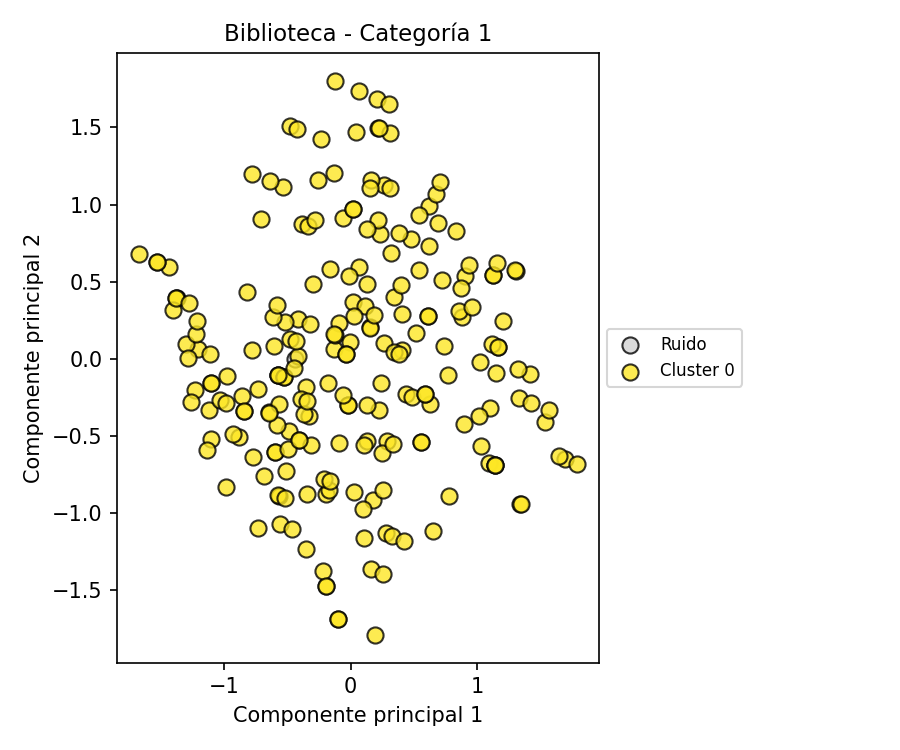 Biblioteca - Categoría 1
Componente principal 2
1.5
1.0
0.5
0.0
−0.5
−1.0
−1.5
−1
0
1
Componente principal 1
Ruido
Cluster 0